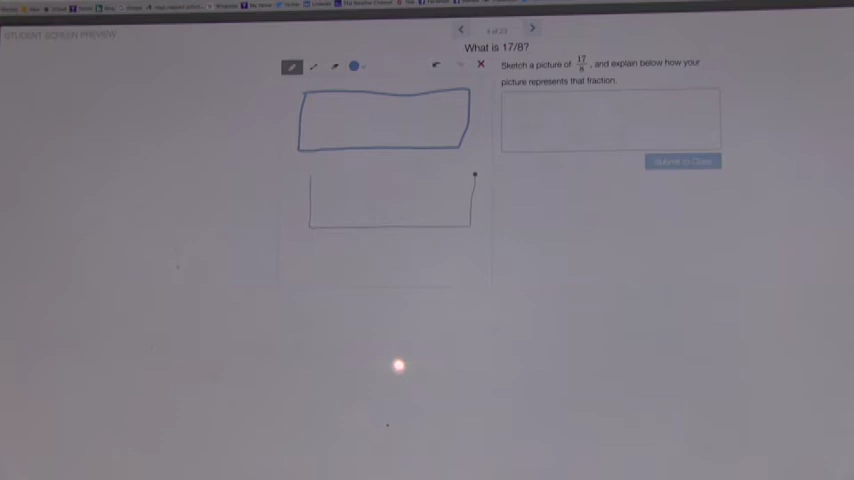 STUDENT SCREEN PREVIEW
What is 17/8?
Sketch a picture of 17/8, and explain below how your
picture represents that fraction.
Submit to Class